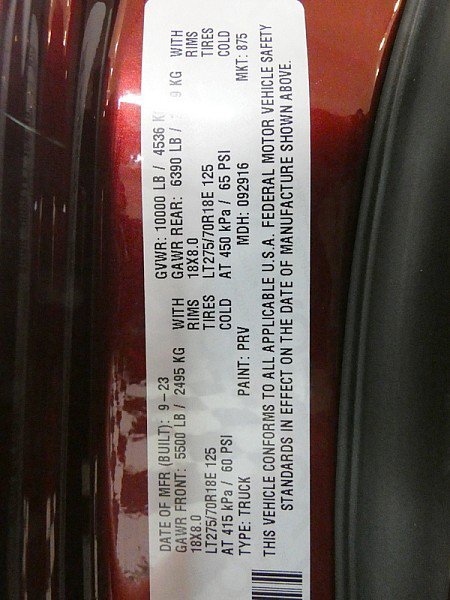 DATE OF MFR (BUILT): 9-23 GVWR: 10000 LB / 4536 K
GAWR FRONT: 5500 LB / 2495 KG WITH GAWR REAR: 6390 LB / 9 KG WITH
18X8.0 RIMS 18X8.0 RIMS
LT275/70R18E 125 TIRES LT275/70R18E 125 TIRES
AT 415 kPa / 60 PSI COLD AT 450 kPa / 65 PSI COLD
TYPE: TRUCK PAINT: PRV MDH: 092916 MKT: 875
THIS VEHICLE CONFORMS TO ALL APPLICABLE U.S.A. FEDERAL MOTOR VEHICLE SAFETY
STANDARDS IN EFFECT ON THE DATE OF MANUFACTURE SHOWN ABOVE.